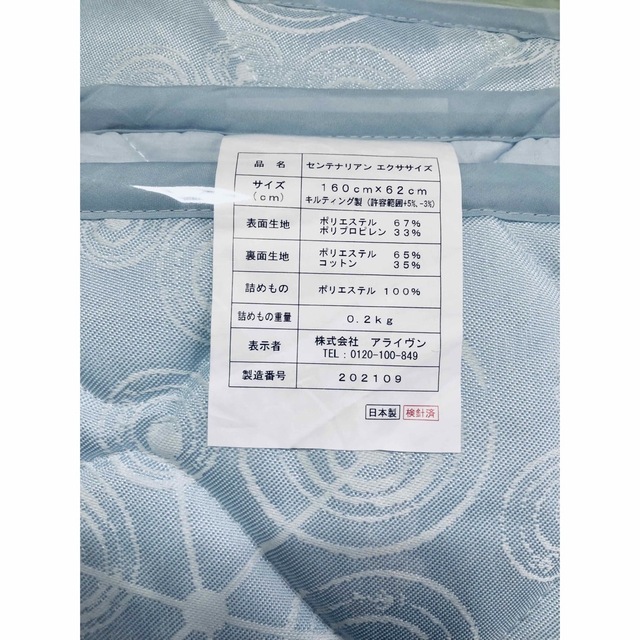 品 名 センテナリアン エクササイズ
サイズ (cm) 160cm×62cm
キルティング製 (許容範囲+5%,-3%)
表面生地 ポリエステル 67%
ポリプロピレン 33%
裏面生地 ポリエステル 65%
コットン 35%
詰めもの ポリエステル 100%
詰めもの重量 0.2kg
表示者 株式会社 アライヴン
TEL:0120-100-849
製造番号 202109
日本製 検針済